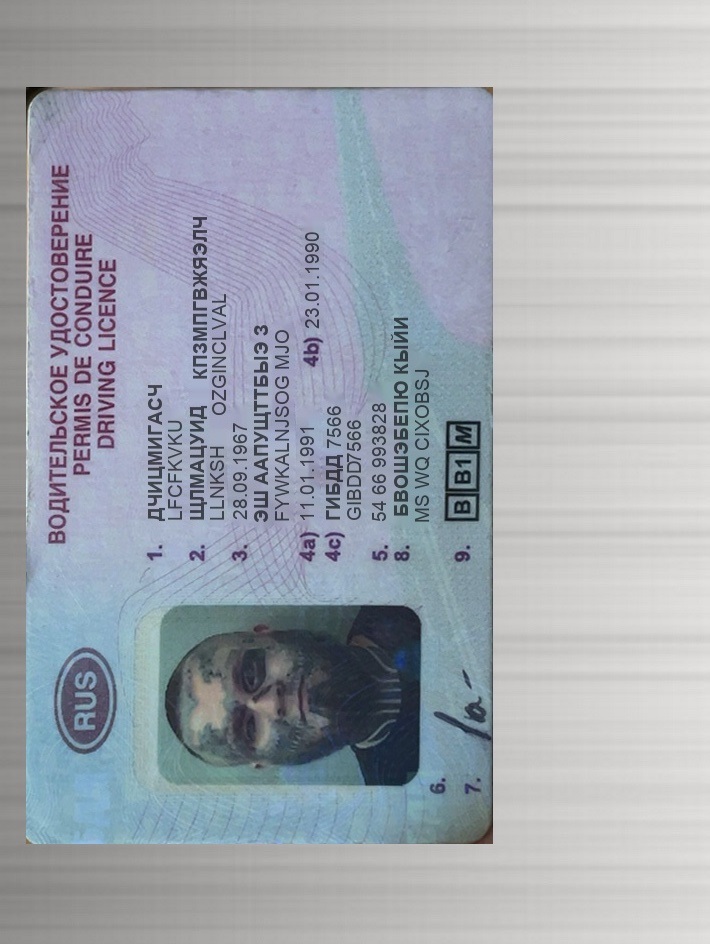 ВОДИТЕЛЬСКОЕ УДОСТОВЕРЕНИЕ
PERMIS DE CONDUIRE
DRIVING LICENCE
RUS
1. ДЧИЦМИГАСЧ
LFCFKVKU
2. ЩЛМАЦУИД КПЗМПГВЖЯЭЛЧ
LLNKSH OZGINCLVAL
3. 28.09.1967
ЭШ ААПУЩТТБЫЭ З
FYWKALNJSOG MJO
4a) 11.01.1991 4b) 23.01.1990
4c) ГИБДД 7566
GIBDD7566
5. 54 66 993828
8. БВОШЭБЕПЮ КЫЙИ
MS WQ CIXOBSJ
9. B B1 M
6.
7.